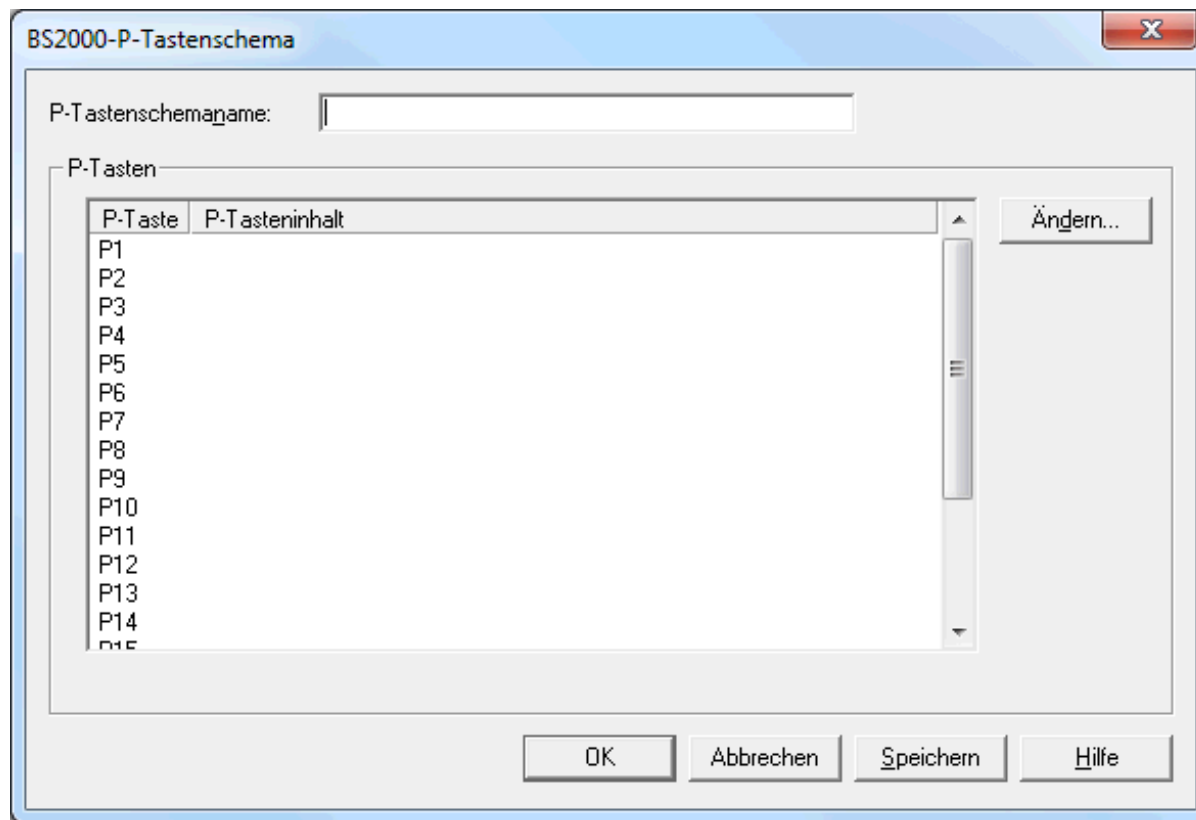 BS2000-P-Tastenschema
P-Tastenschemaname:
P-Tasten
P-Taste P-Tasteninhalt
Ändern...
P1
P2
P3
P4
P5
P6
P7
P8
P9
P10
P11
P12
P13
P14
P15
OK Abbrechen Speichern Hilfe